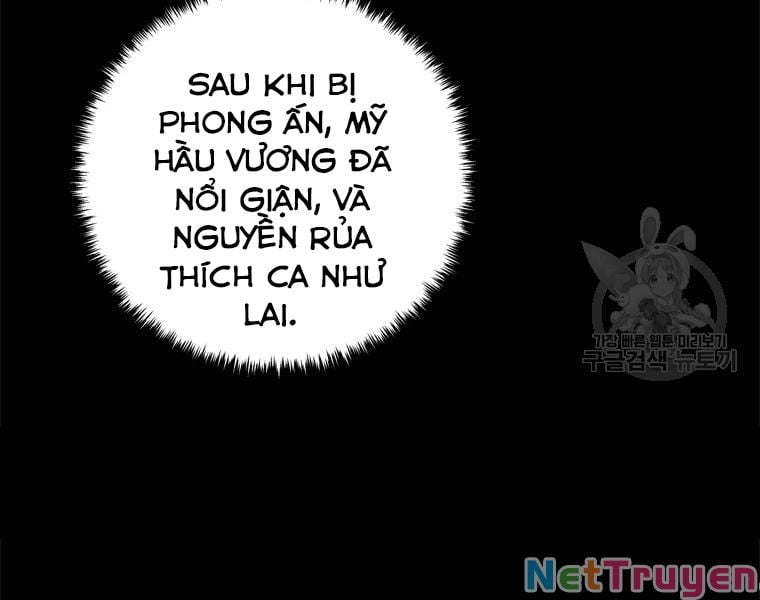 SAU KHI BỊ
PHONG ẤN, MỸ
HẦU VƯƠNG ĐÃ
NỔI GIẬN, VÀ
NGUYỀN RỦA
THÍCH CA NHƯ
LAI.
가장 빠른 웹툰 미리보기
구글검색 뉴토끼
NetTruyen